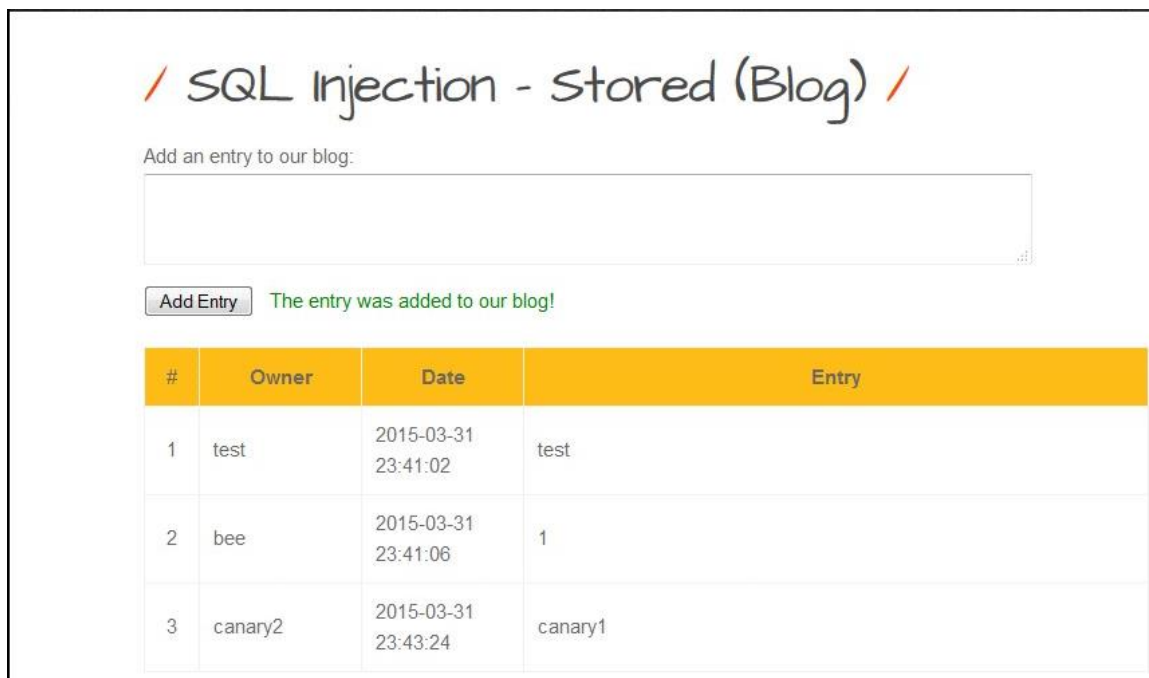 / SQL Injection - Stored (Blog) /
Add an entry to our blog:
Add Entry The entry was added to our blog!
# Owner Date Entry
1 test 2015-03-31 23:41:02 test
2 bee 2015-03-31 23:41:06 1
3 canary2 2015-03-31 23:43:24 canary1